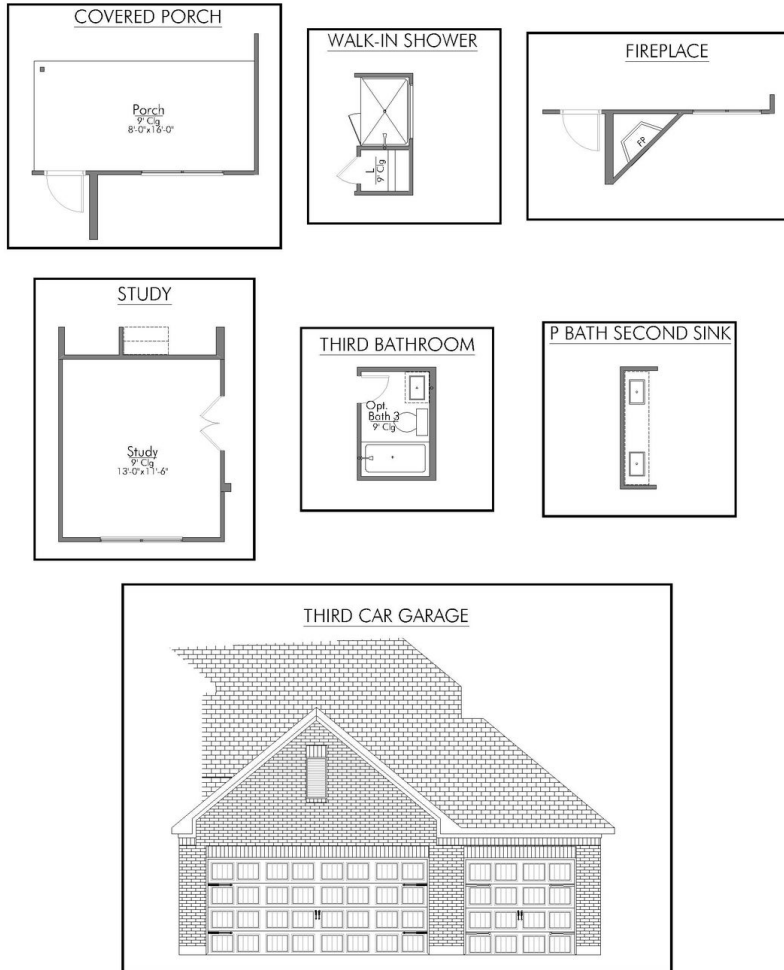 COVERED PORCH
Porch
9' Clg
8'-0"x16'-0"
WALK-IN SHOWER
L
9' Clg
FIREPLACE
FP
STUDY
Study
9' Clg
13'-0"x11'-6"
THIRD BATHROOM
Opt.
Bath 3
9' Clg
P BATH SECOND SINK
THIRD CAR GARAGE